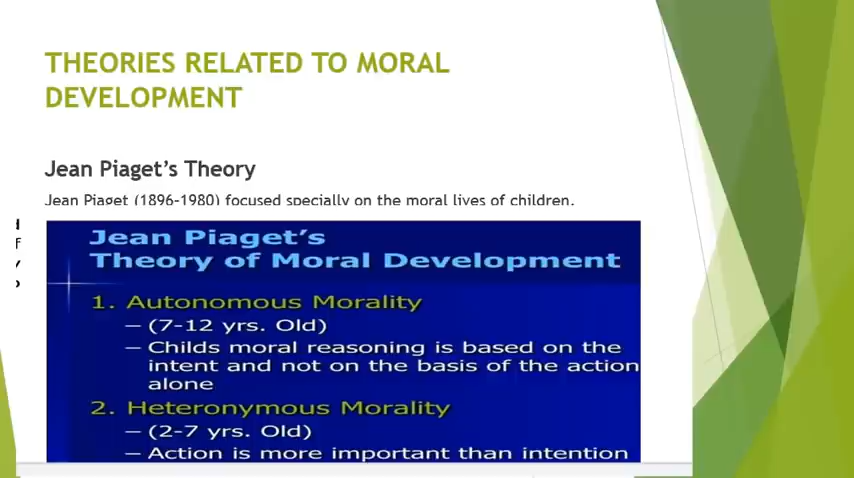 THEORIES RELATED TO MORAL
DEVELOPMENT
Jean Piaget's Theory
Jean Piaget (1896-1980) focused specially on the moral lives of children.
Jean Piaget's
Theory of Moral Development
1. Autonomous Morality
– (7-12 yrs. Old)
– Childs moral reasoning is based on the
intent and not on the basis of the action
alone
2. Heteronymous Morality
– (2-7 yrs. Old)
– Action is more important than intention